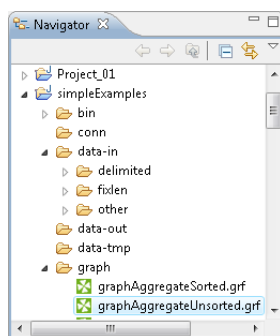 Navigator
Project_01
simpleExamples
bin
conn
data-in
delimited
fixlen
other
data-out
data-tmp
graph
graphAggregateSorted.grf
graphAggregateUnsorted.grf